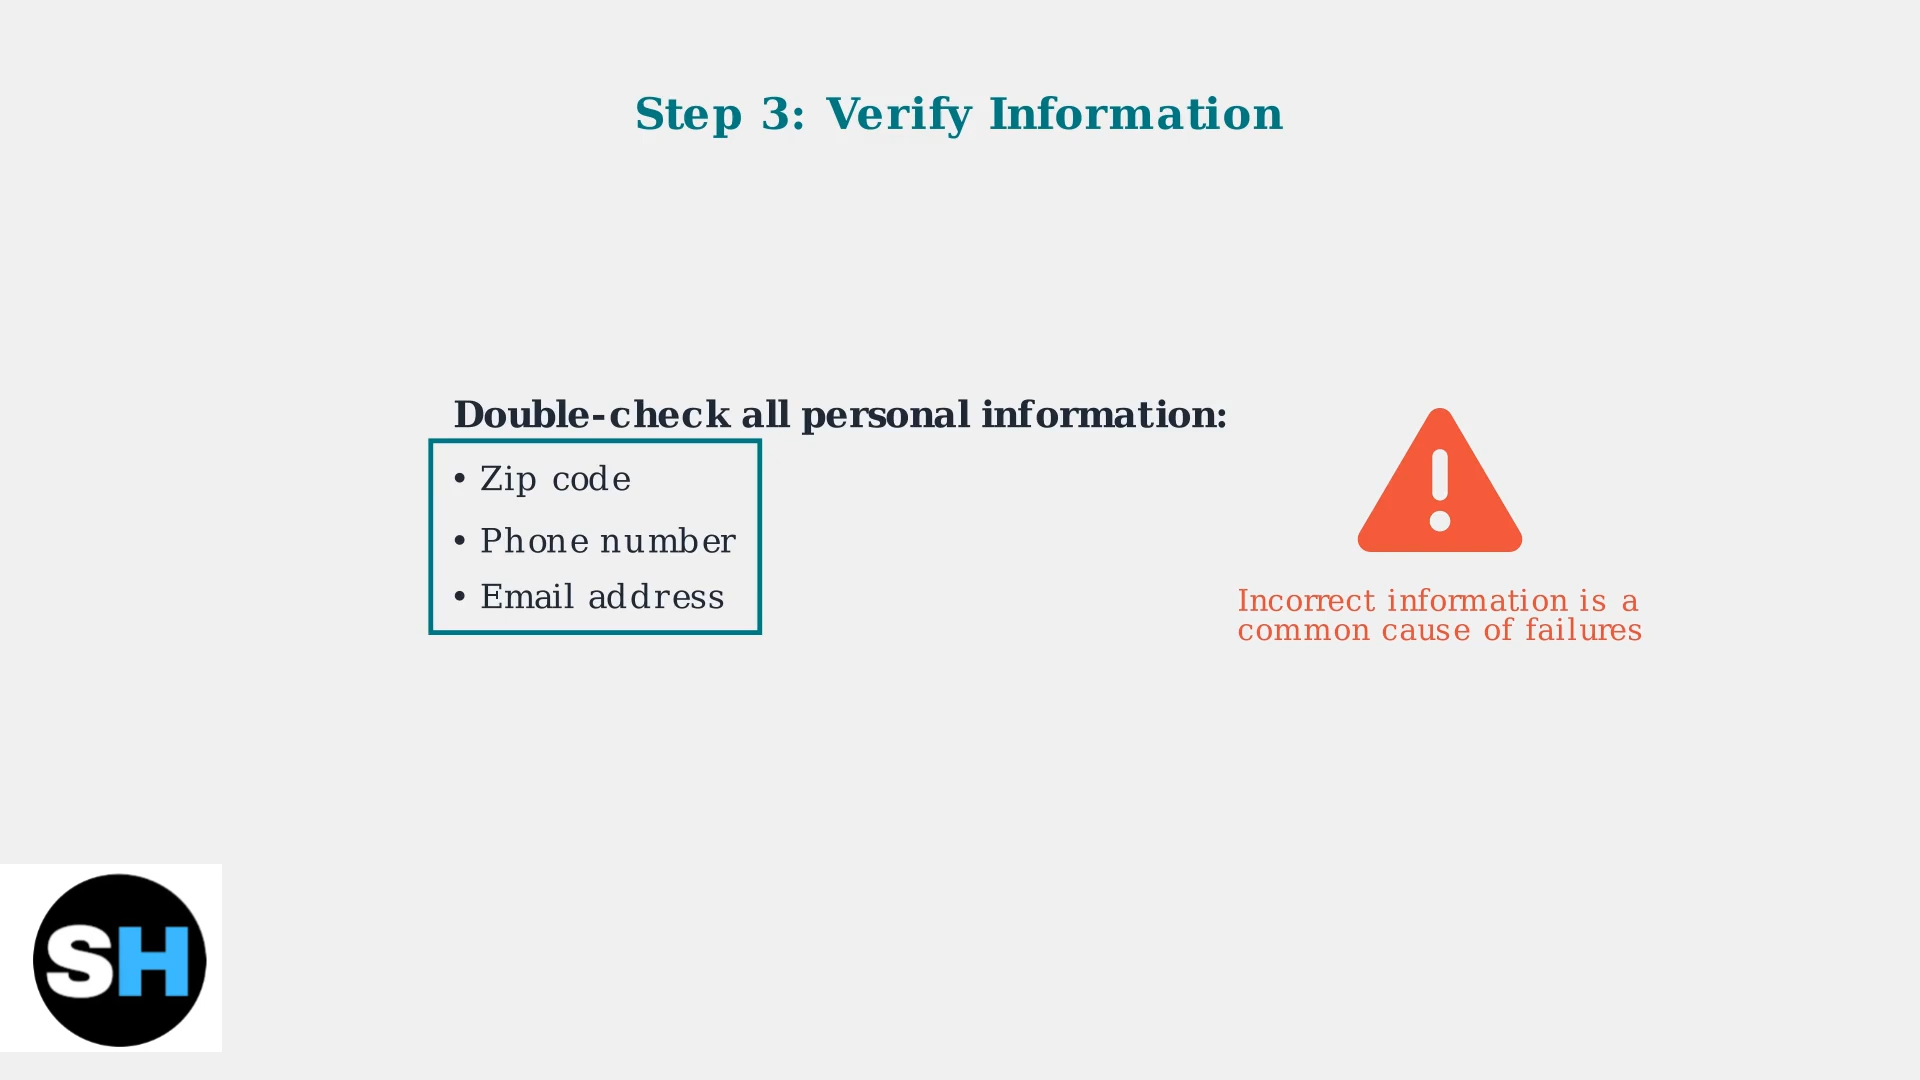 Step 3: Verify Information
Double-check all personal information:
• Zip code
• Phone number
• Email address
Incorrect information is a
common cause of failures
SH